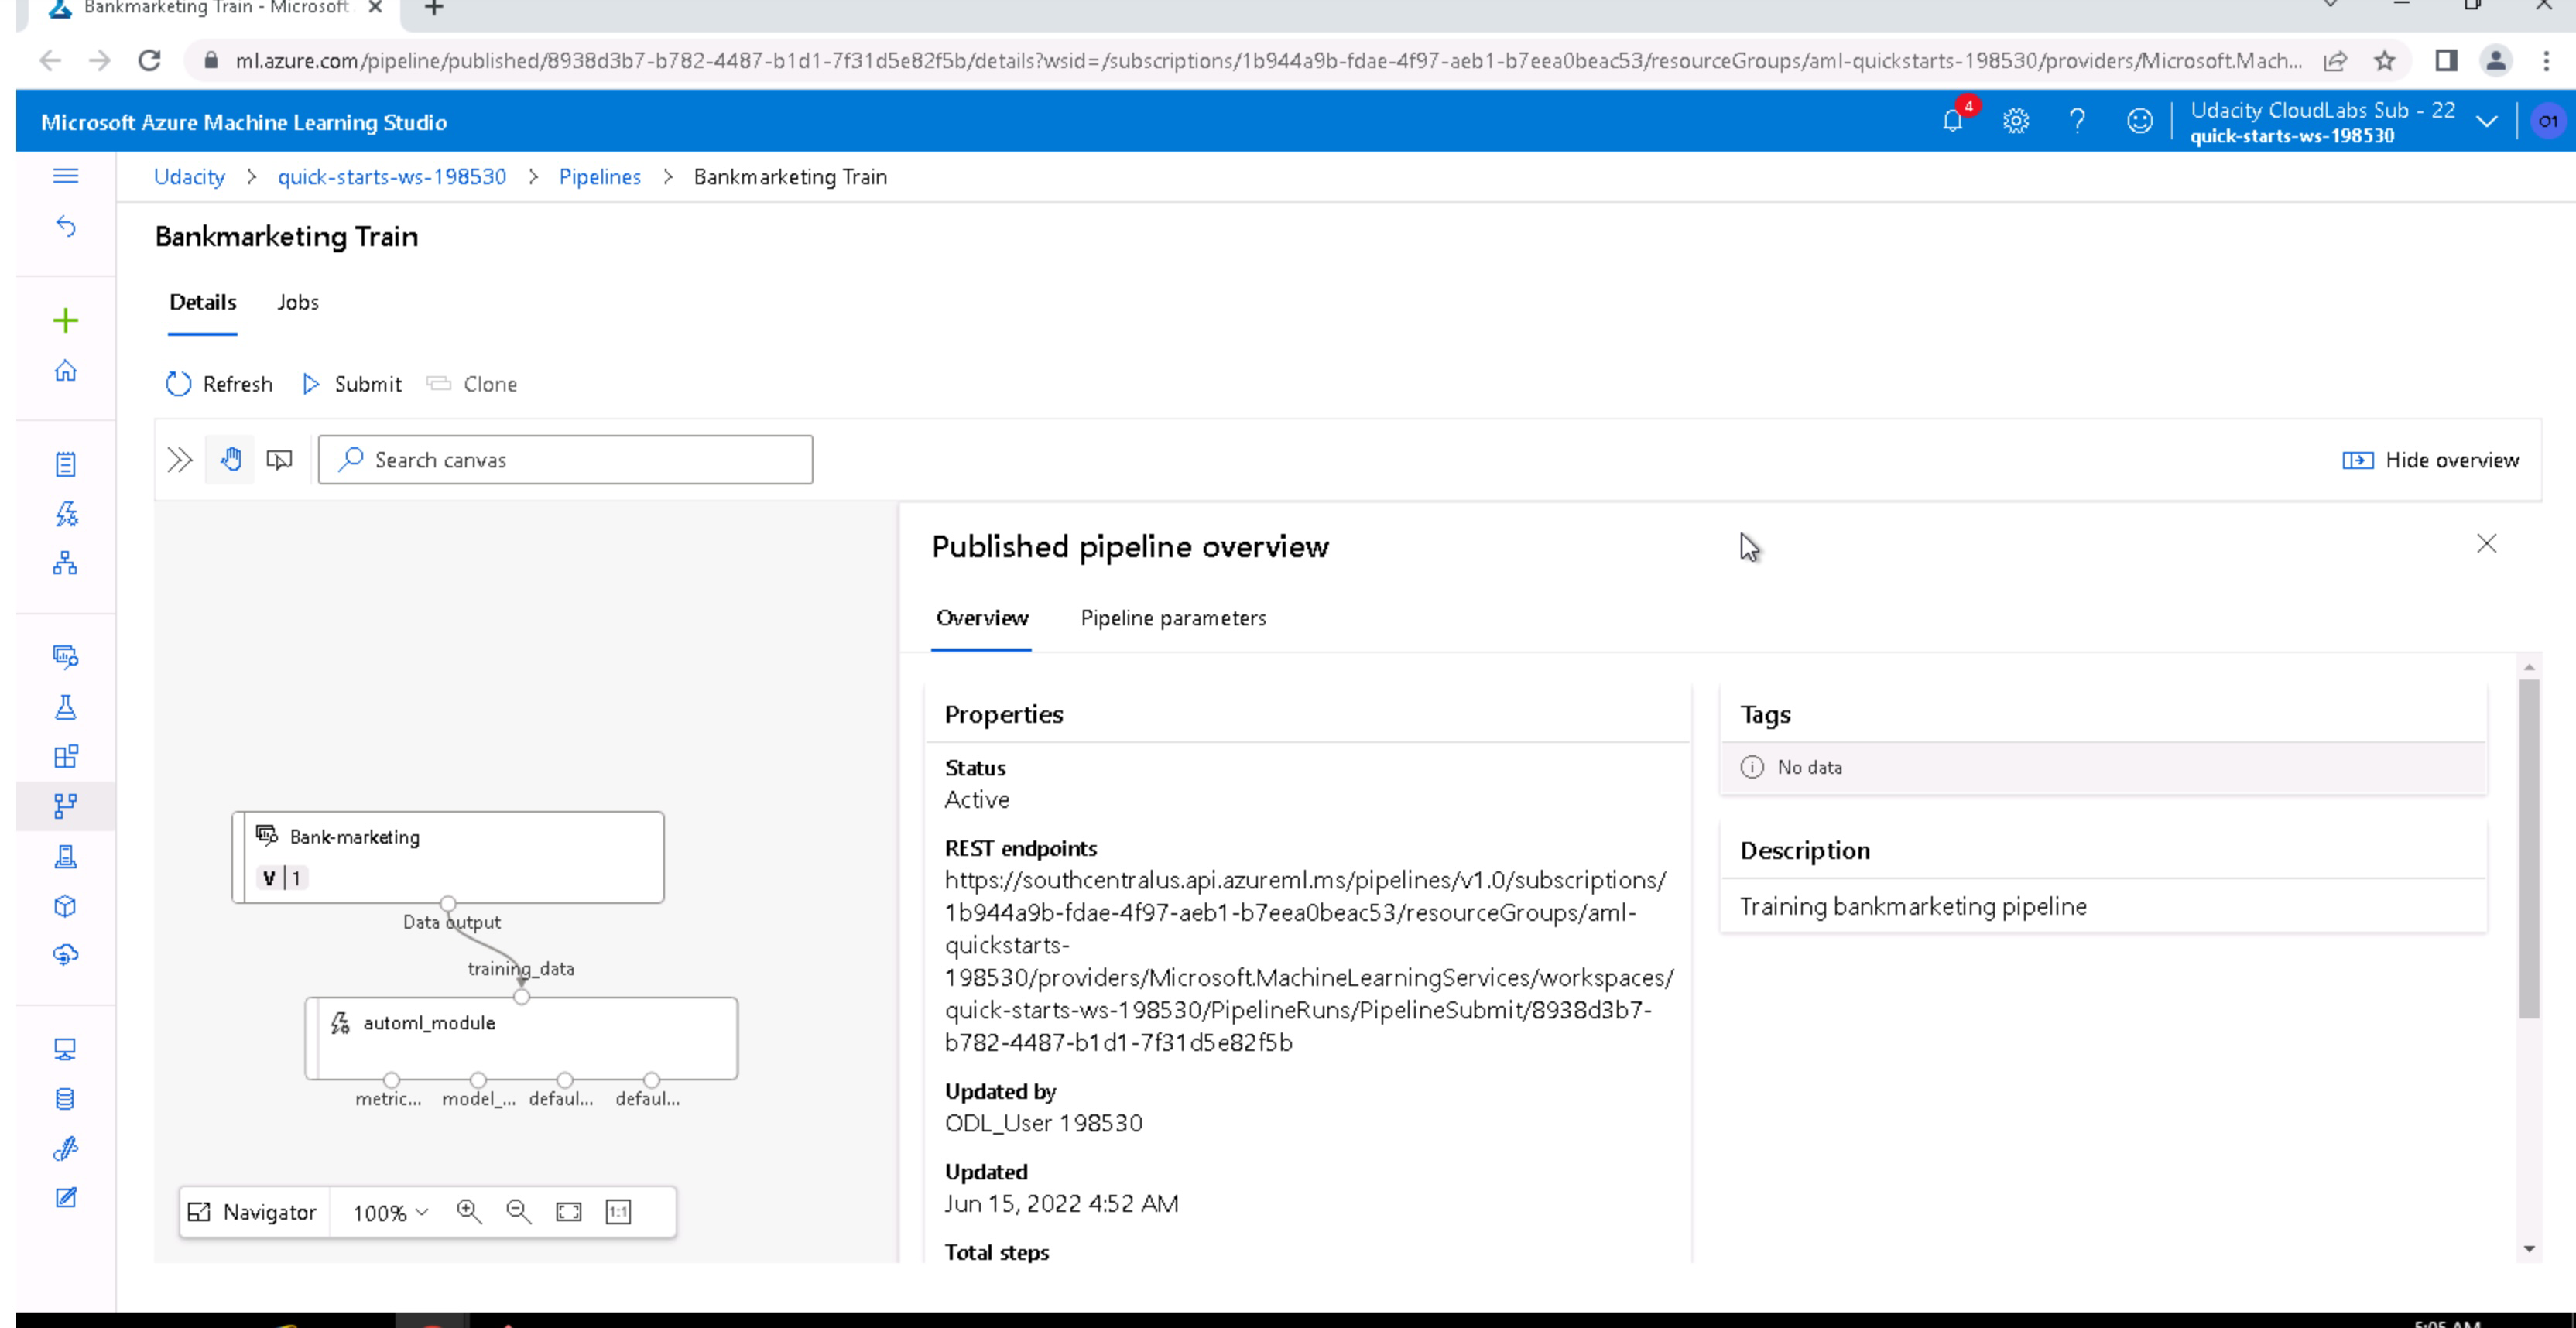 Bankmarketing Train - Microsoft
ml.azure.com/pipeline/published/8938d3b7-b782-4487-b1d1-7f31d5e82f5b/details?wsid=/subscriptions/1b944a9b-fdae-4f97-aeb1-b7eea0beac53/resourceGroups/aml-quickstarts-198530/providers/Microsoft.Mach...
Microsoft Azure Machine Learning Studio
4
Udacity CloudLabs Sub - 22
quick-starts-ws-198530
O1
Udacity > quick-starts-ws-198530 > Pipelines > Bankmarketing Train
Bankmarketing Train
Details Jobs
Refresh Submit Clone
Search canvas
Hide overview
Published pipeline overview
Overview Pipeline parameters
Properties
Status
Active
REST endpoints
https://southcentralus.api.azureml.ms/pipelines/v1.0/subscriptions/
1b944a9b-fdae-4f97-aeb1-b7eea0beac53/resourceGroups/aml-
quickstarts-
198530/providers/Microsoft.MachineLearningServices/workspaces/
quick-starts-ws-198530/PipelineRuns/PipelineSubmit/8938d3b7-
b782-4487-b1d1-7f31d5e82f5b
Updated by
ODL_User 198530
Updated
Jun 15, 2022 4:52 AM
Total steps
Tags
No data
Description
Training bankmarketing pipeline
Bank-marketing
V | 1
Data output
training_data
automl_module
metric... model_... defaul... defaul...
Navigator 100% 1:1
5:05 AM